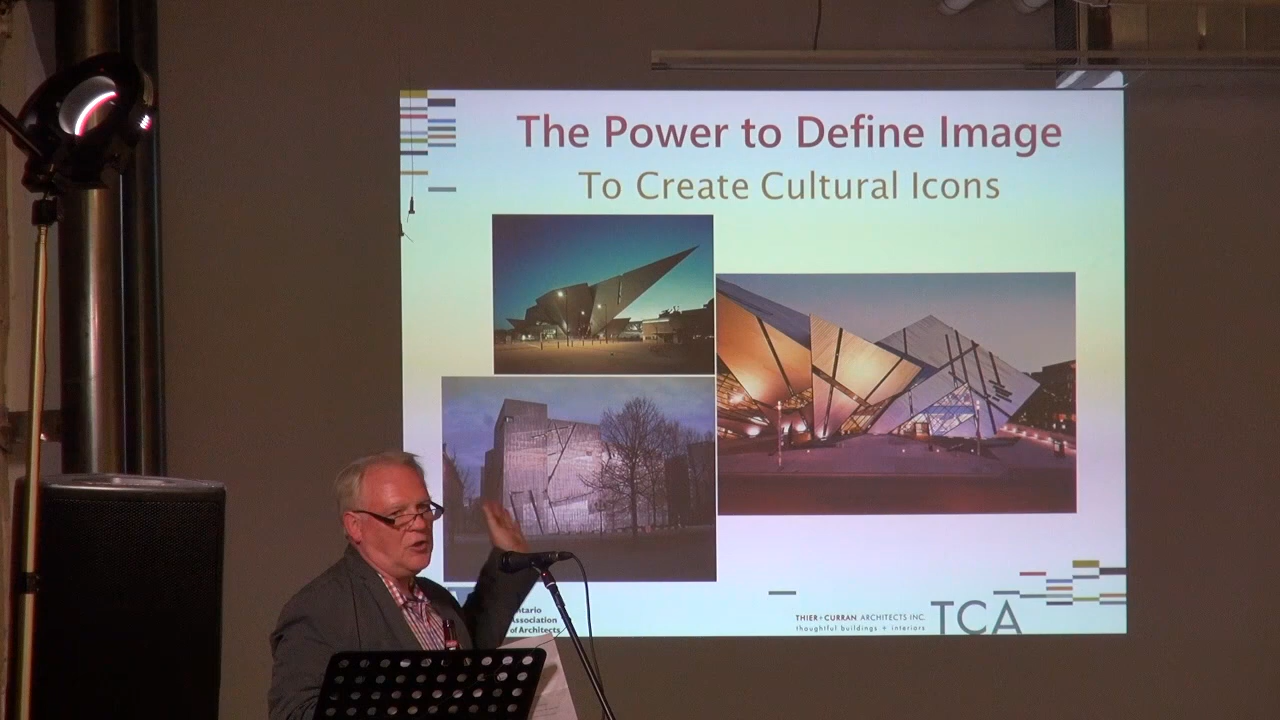 The Power to Define Image
To Create Cultural Icons
ntario
Association
of Architects
THIER+CURRAN ARCHITECTS INC.
thoughtful buildings + interiors
TCA